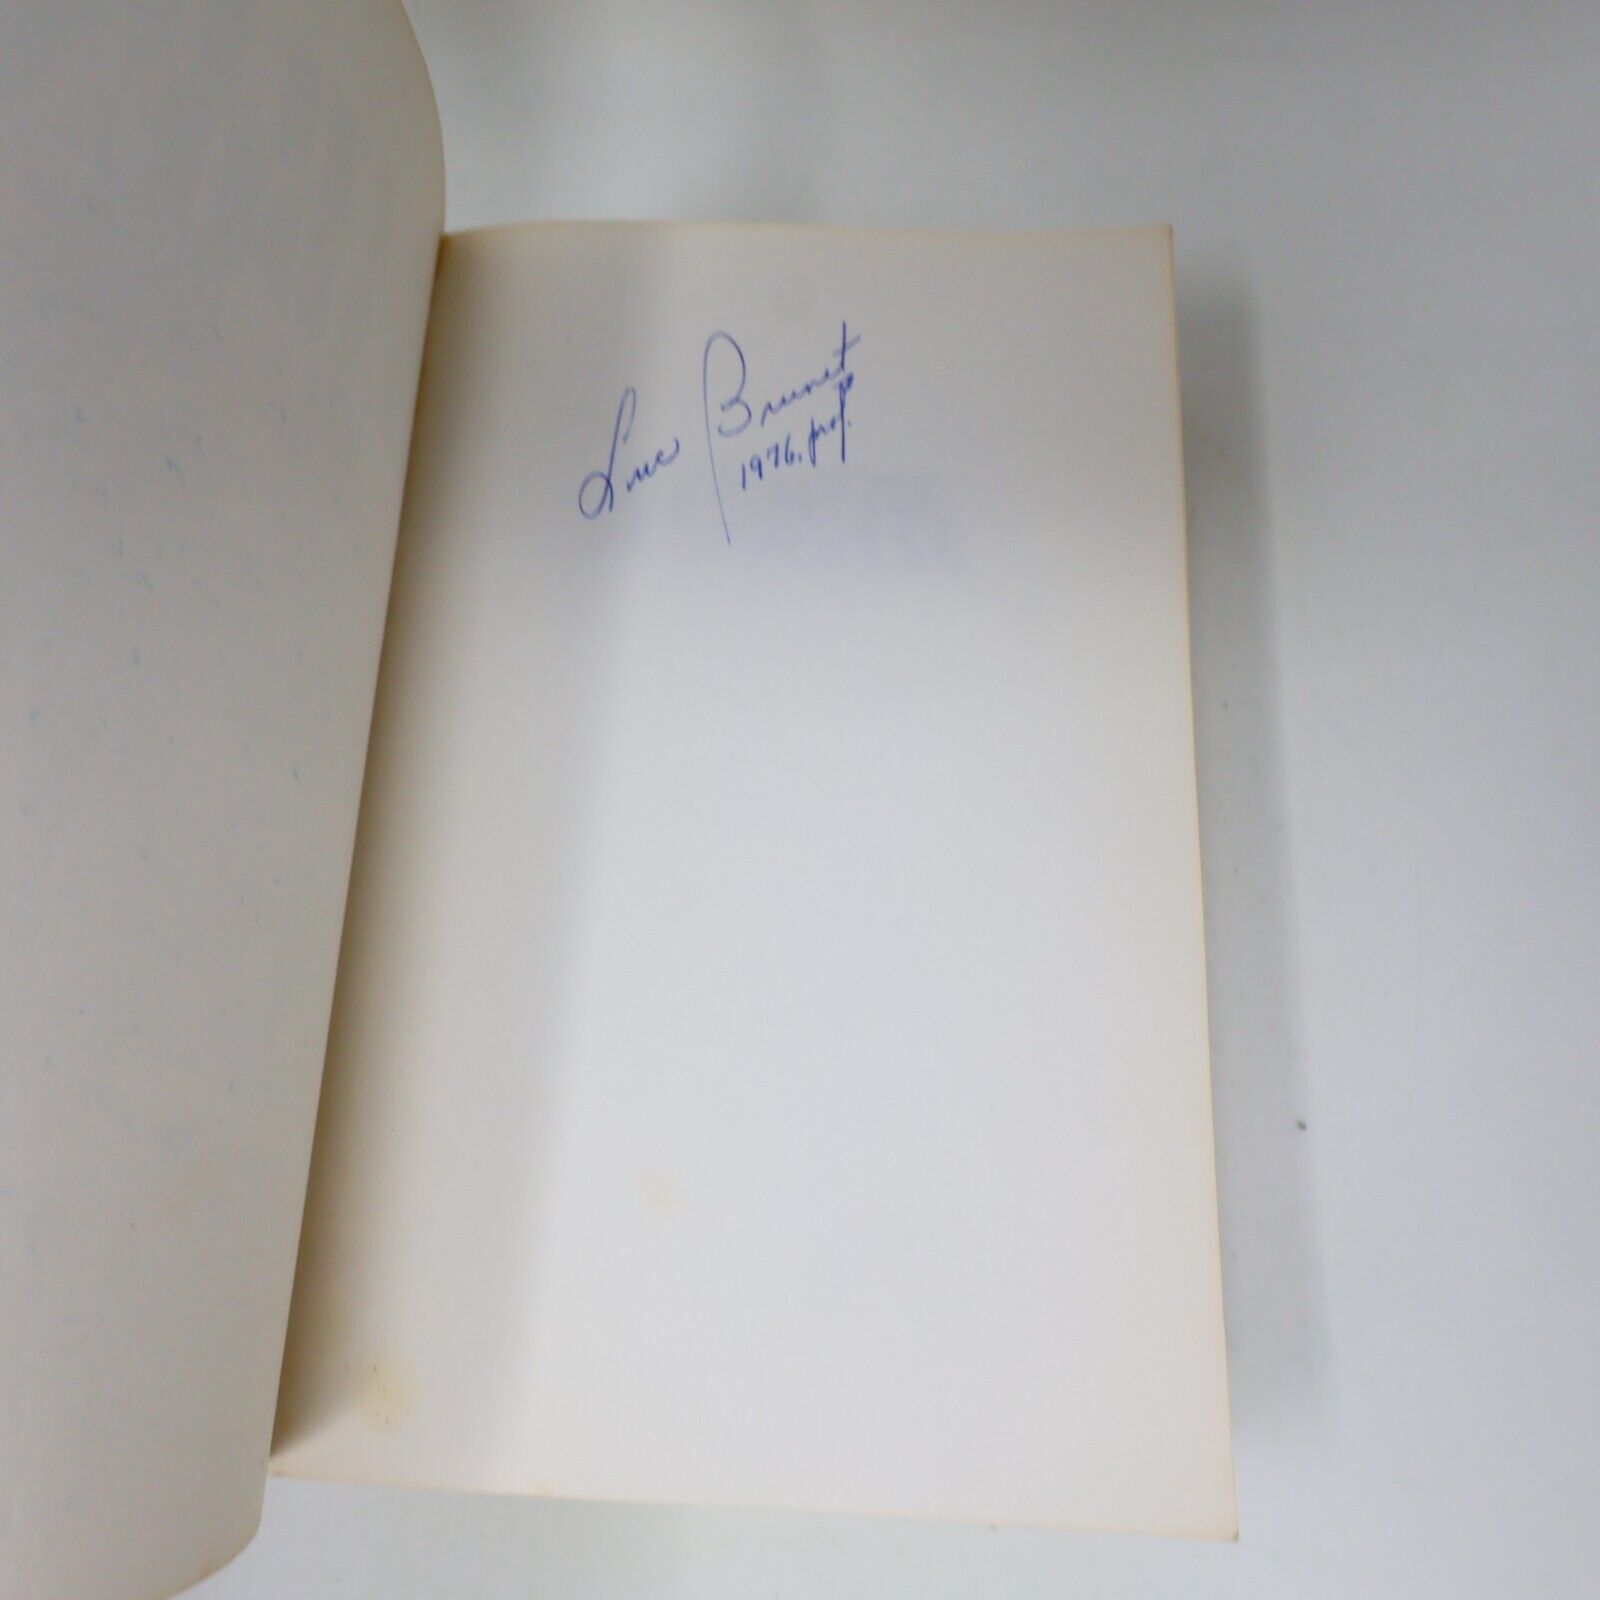 Luc Brunet
1976. prof.